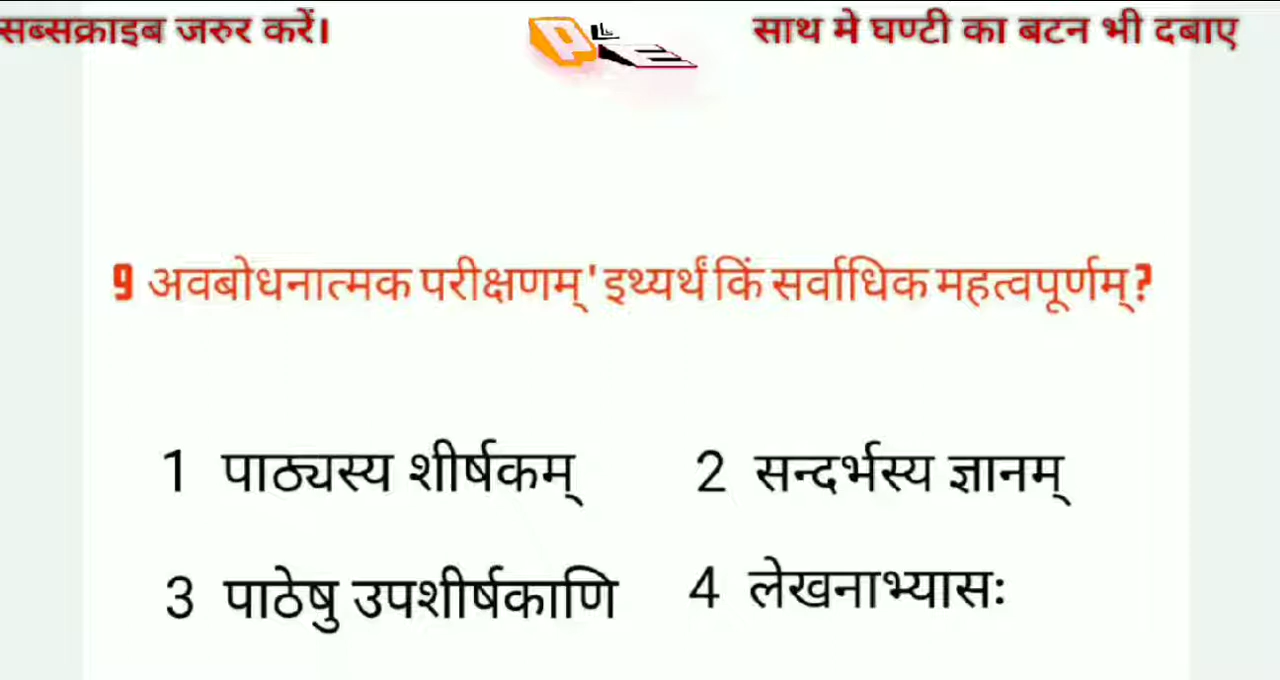 सब्सक्राइब जरुर करें। साथ मे घण्टी का बटन भी दबाए
9 अवबोधनात्मक परीक्षणम् ' इथ्यर्थं किं सर्वाधिक महत्वपूर्णम्?
1 पाठ्यस्य शीर्षकम् 2 सन्दर्भस्य ज्ञानम्
3 पाठेषु उपशीर्षकाणि 4 लेखनाभ्यासः